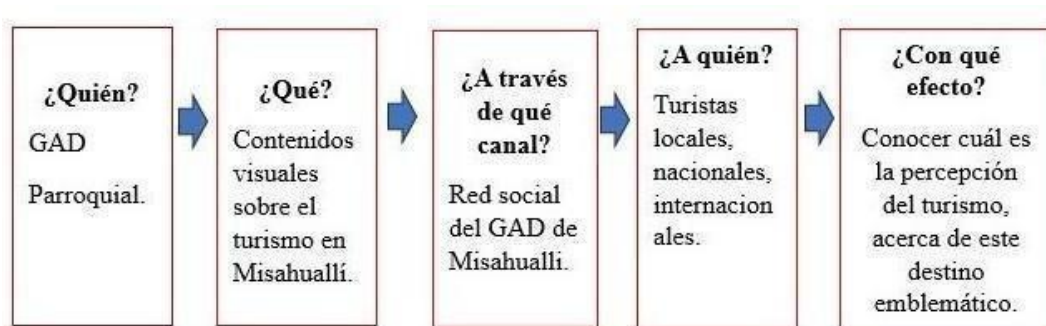 ¿Quién?
GAD
Parroquial.
¿Qué?
Contenidos
visuales
sobre el
turismo en
Misahuallí.
¿A través
de qué
canal?
Red social
del GAD de
Misahualli.
¿A quién?
Turistas
locales,
nacionales,
internacion
ales.
¿Con qué
efecto?
Conocer cuál es
la percepción
del turismo,
acerca de este
destino
emblemático.